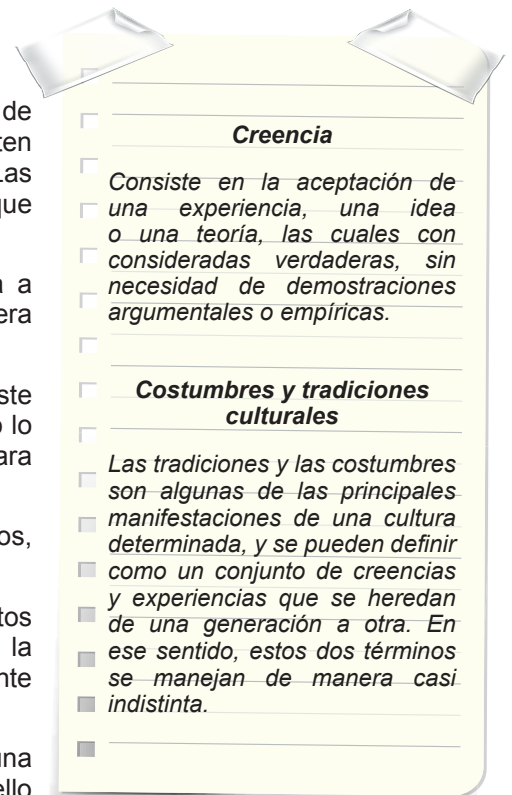 de
ten
Las
que
a a
era
ste
o lo
ara
os,
tos
la
nte
una
ello
Creencia
Consiste en la aceptación de
una experiencia, una idea
o una teoría, las cuales con
consideradas verdaderas, sin
necesidad de demostraciones
argumentales o empíricas.
Costumbres y tradiciones
culturales
Las tradiciones y las costumbres
son algunas de las principales
manifestaciones de una cultura
determinada, y se pueden definir
como un conjunto de creencias
y experiencias que se heredan
de una generación a otra. En
ese sentido, estos dos términos
se manejan de manera casi
indistinta.